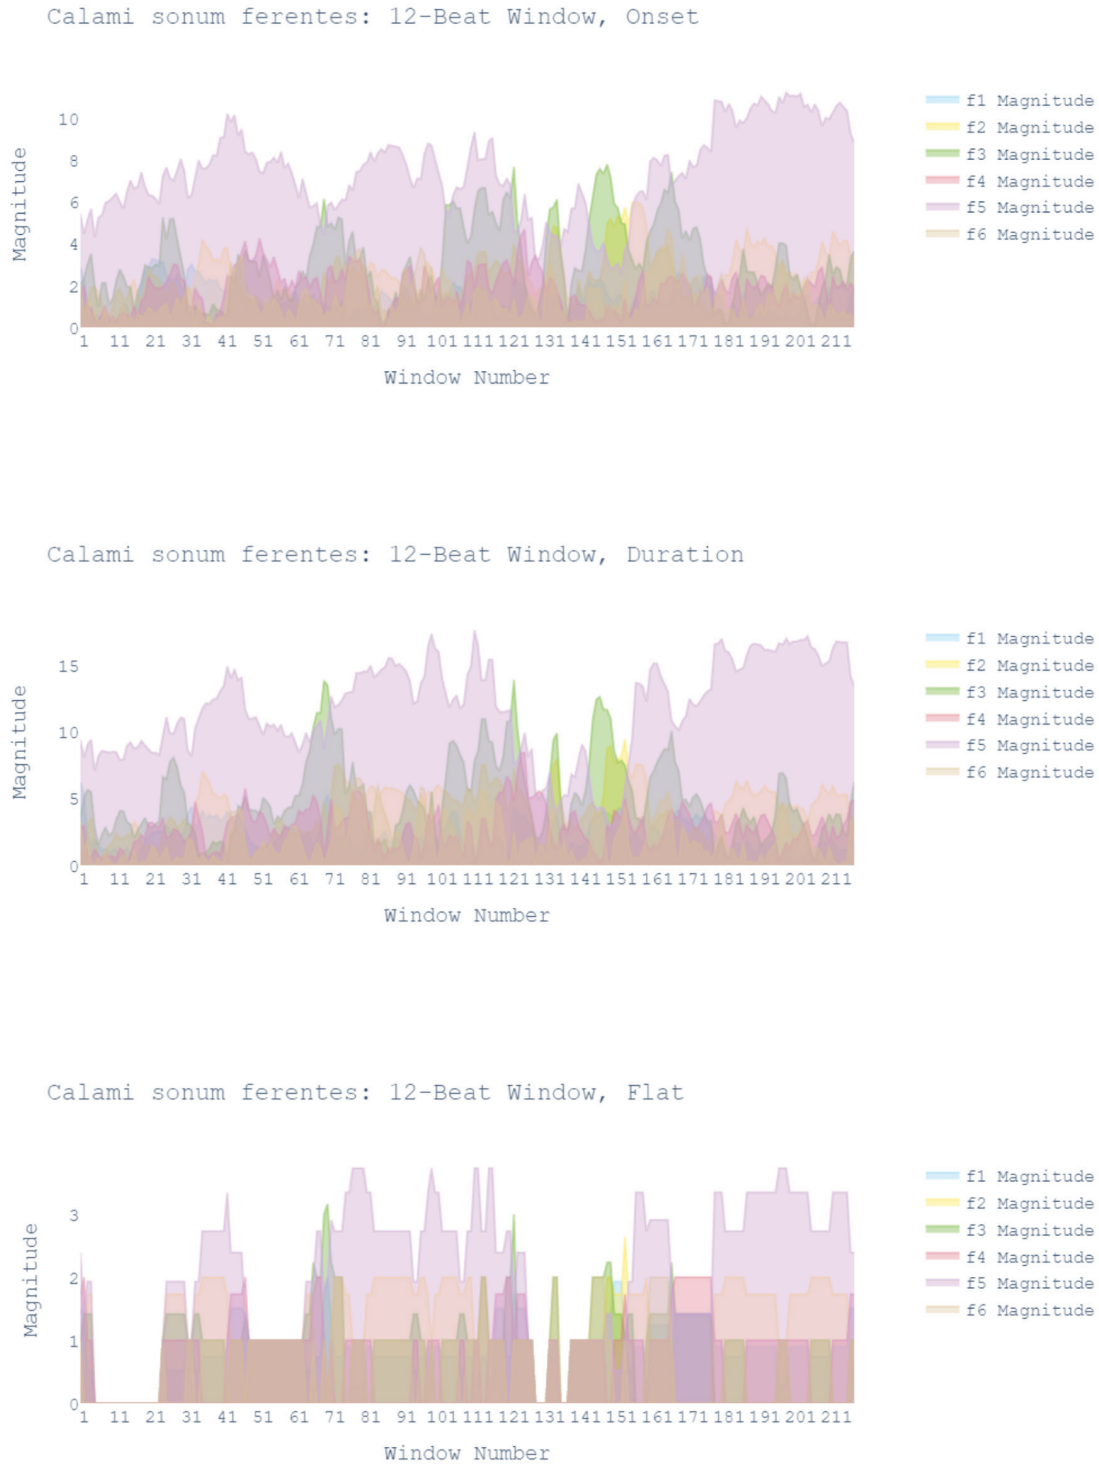 Calami sonum ferentes: 12-Beat Window, Onset
f1 Magnitude
f2 Magnitude
f3 Magnitude
f4 Magnitude
f5 Magnitude
f6 Magnitude
Magnitude
10
8
6
4
2
0
1 11 21 31 41 51 61 71 81 91 101 111 121 131 141 151 161 171 181 191 201 211
Window Number
Calami sonum ferentes: 12-Beat Window, Duration
f1 Magnitude
f2 Magnitude
f3 Magnitude
f4 Magnitude
f5 Magnitude
f6 Magnitude
Magnitude
15
10
5
0
1 11 21 31 41 51 61 71 81 91 101 111 121 131 141 151 161 171 181 191 201 211
Window Number
Calami sonum ferentes: 12-Beat Window, Flat
f1 Magnitude
f2 Magnitude
f3 Magnitude
f4 Magnitude
f5 Magnitude
f6 Magnitude
Magnitude
3
2
1
0
1 11 21 31 41 51 61 71 81 91 101 111 121 131 141 151 161 171 181 191 201 211
Window Number